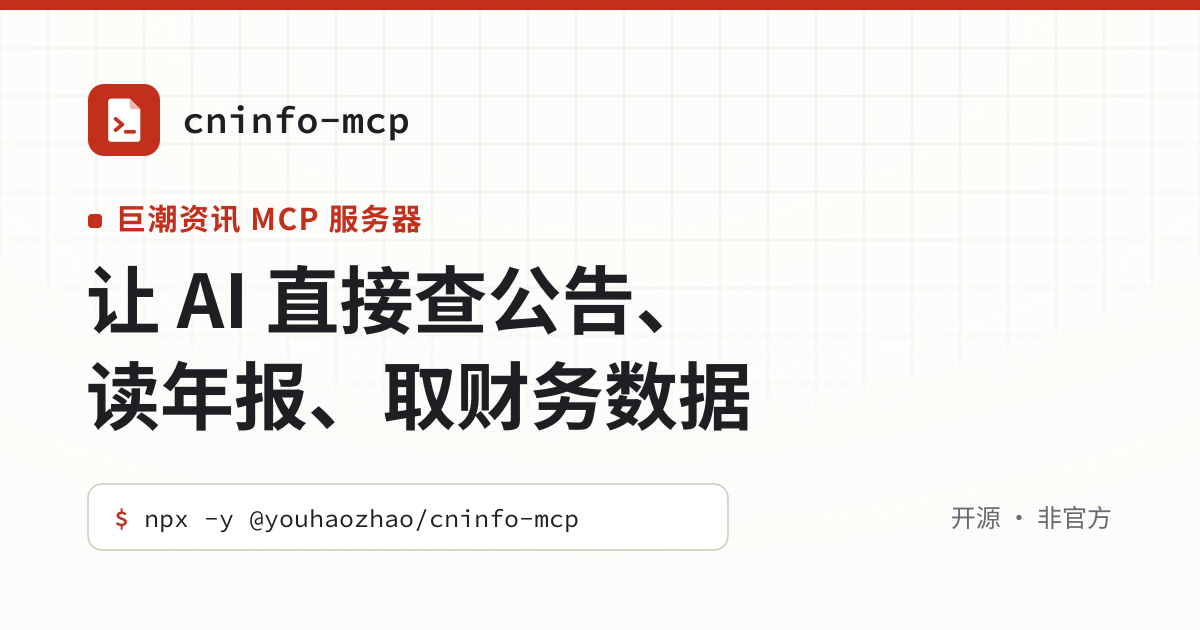 cninfo-mcp
巨潮资讯 MCP 服务器
让 AI 直接查公告、
读年报、取财务数据
$ npx -y @youhaozhao/cninfo-mcp
开源 · 非官方